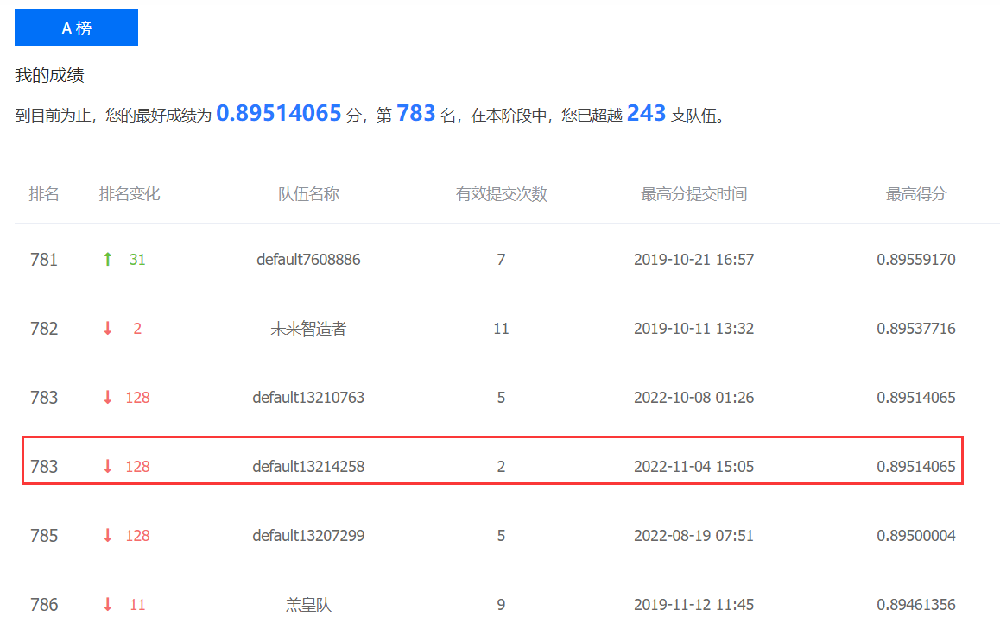 A 榜
我的成绩
到目前为止，您的最好成绩为 0.89514065 分，第 783 名，在本阶段中，您已超越 243 支队伍。
排名 排名变化 队伍名称 有效提交次数 最高分提交时间 最高得分
781 ↑ 31 default7608886 7 2019-10-21 16:57 0.89559170
782 ↓ 2 未来智造者 11 2019-10-11 13:32 0.89537716
783 ↓ 128 default13210763 5 2022-10-08 01:26 0.89514065
783 ↓ 128 default13214258 2 2022-11-04 15:05 0.89514065
785 ↓ 128 default13207299 5 2022-08-19 07:51 0.89500004
786 ↓ 11 羔皇队 9 2019-11-12 11:45 0.89461356